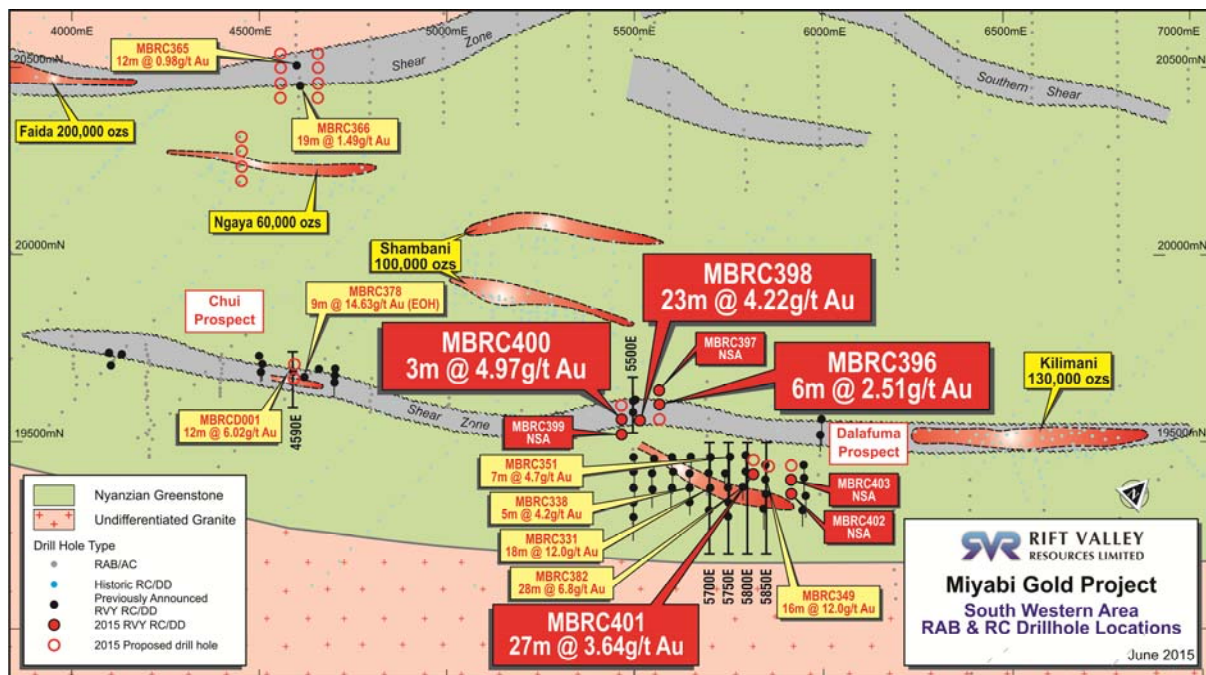 4000mE
4500mE
5000mE
5500mE
6000mE
6500mE
7000mE
20500mN
20500mN
MBRC365
12m @ 0.98g/t Au
Shear
Zone
Southern Shear
Faida 200,000 ozs
MBRC366
19m @ 1.49g/t Au
Ngaya 60,000 ozs
20000mN
20000mN
Shambani
100,000 ozs
Chui
Prospect
MBRC378
9m @ 14.63g/t Au (EOH)
MBRC398
23m @ 4.22g/t Au
MBRC400
3m @ 4.97g/t Au
5500E
MBRC397
NSA
MBRC396
6m @ 2.51g/t Au
Kilimani
130,000 ozs
MBRCD001
12m @ 6.02g/t Au
4590E
Shear Zone
MBRC399
NSA
19500mN
19500mN
Dalafuma
Prospect
MBRC351
7m @ 4.7g/t Au
MBRC338
5m @ 4.2g/t Au
MBRC403
NSA
MBRC402
NSA
MBRC331
18m @ 12.0g/t Au
MBRC382
28m @ 6.8g/t Au
5700E
5750E
5800E
5850E
MBRC349
16m @ 12.0g/t Au
MBRC401
27m @ 3.64g/t Au
Nyanzian Greenstone
Undifferentiated Granite
Drill Hole Type
RAB/AC
Historic RC/DD
Previously Announced
RVY RC/DD
2015 RVY RC/DD
2015 Proposed drill hole
N
SVR RIFT VALLEY
RESOURCES LIMITED
Miyabi Gold Project
South Western Area
RAB & RC Drillhole Locations
June 2015